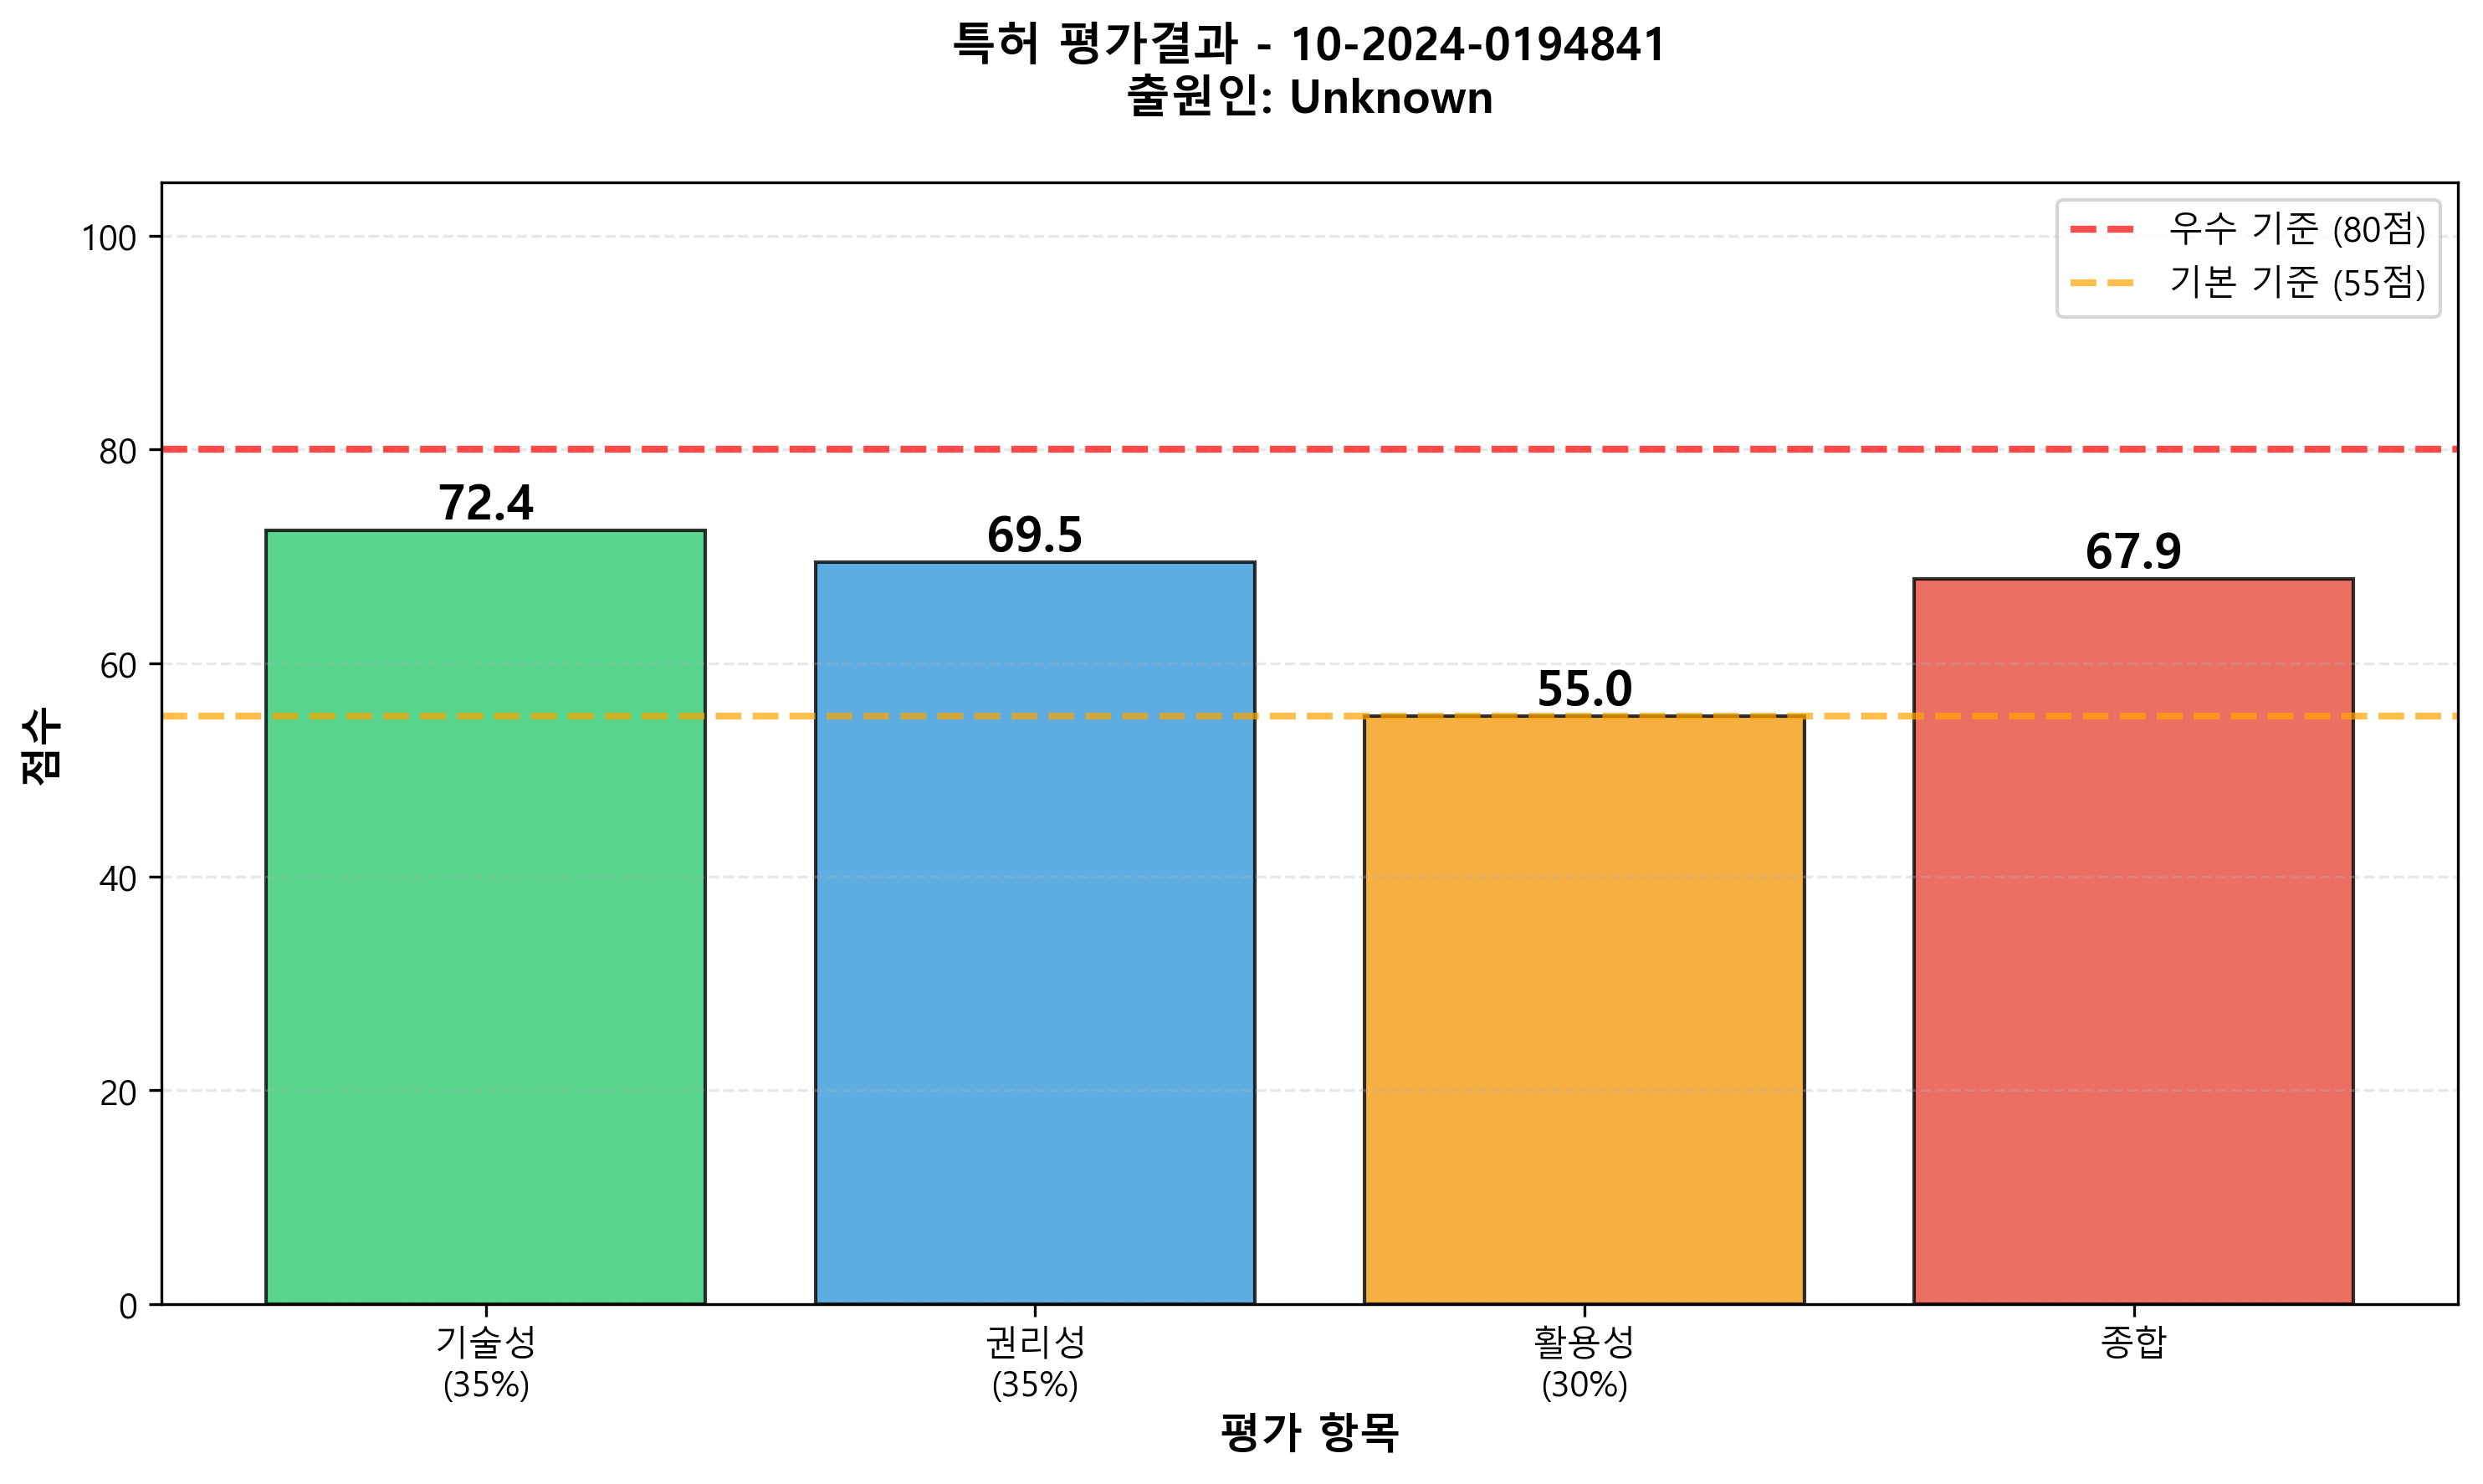 특허 평가결과 - 10-2024-0194841
출원인: Unknown
우수 기준 (80점)
기본 기준 (55점)
100
80
60
40
20
0
점수
72.4
69.5
55.0
67.9
기술성
(35%)
권리성
(35%)
활용성
(30%)
종합
평가 항목